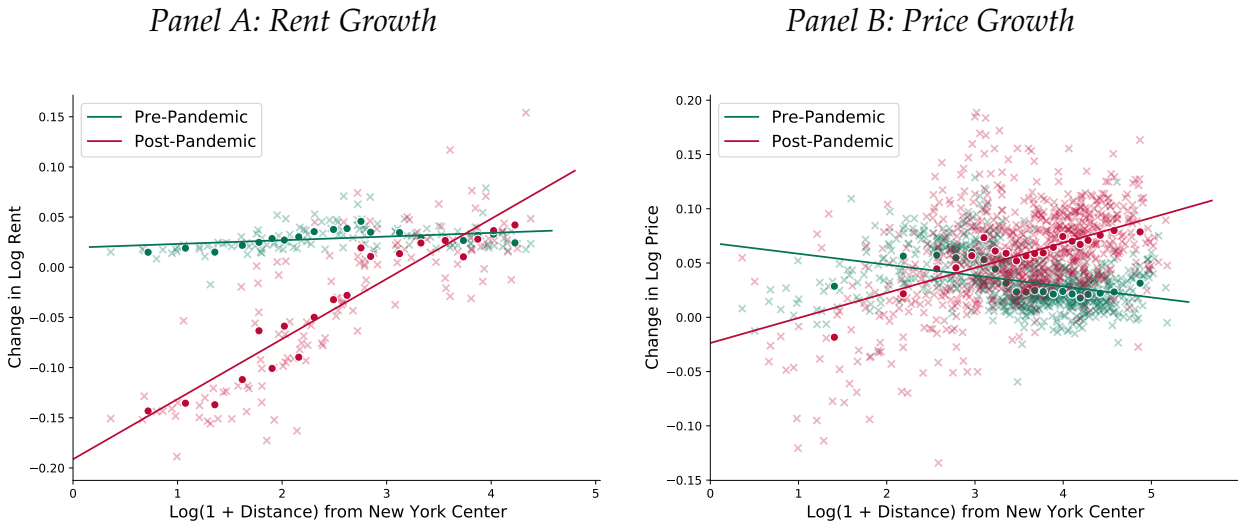 Panel A: Rent Growth
Panel B: Price Growth
Pre-Pandemic
Post-Pandemic
0.15
0.10
0.05
0.00
−0.05
−0.10
−0.15
−0.20
Change in Log Rent
0
1
2
3
4
5
Log(1 + Distance) from New York Center
Pre-Pandemic
Post-Pandemic
0.20
0.15
0.10
0.05
0.00
−0.05
−0.10
−0.15
Change in Log Price
0
1
2
3
4
5
Log(1 + Distance) from New York Center